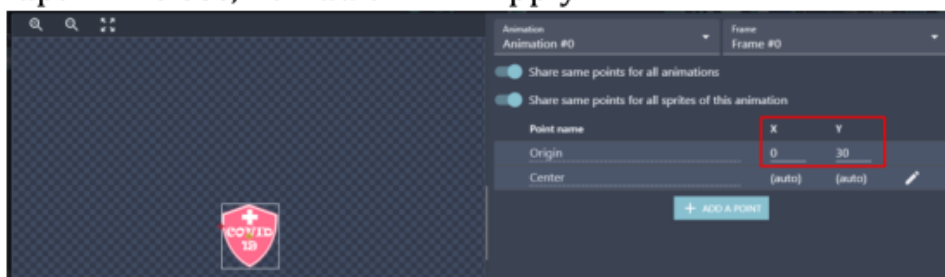 Animation
Animation #0
Frame
Frame #0
Share same points for all animations
Share same points for all sprites of this animation
Point name X Y
Origin 0 30
Center (auto) (auto)
+ ADD A POINT
COVID
19